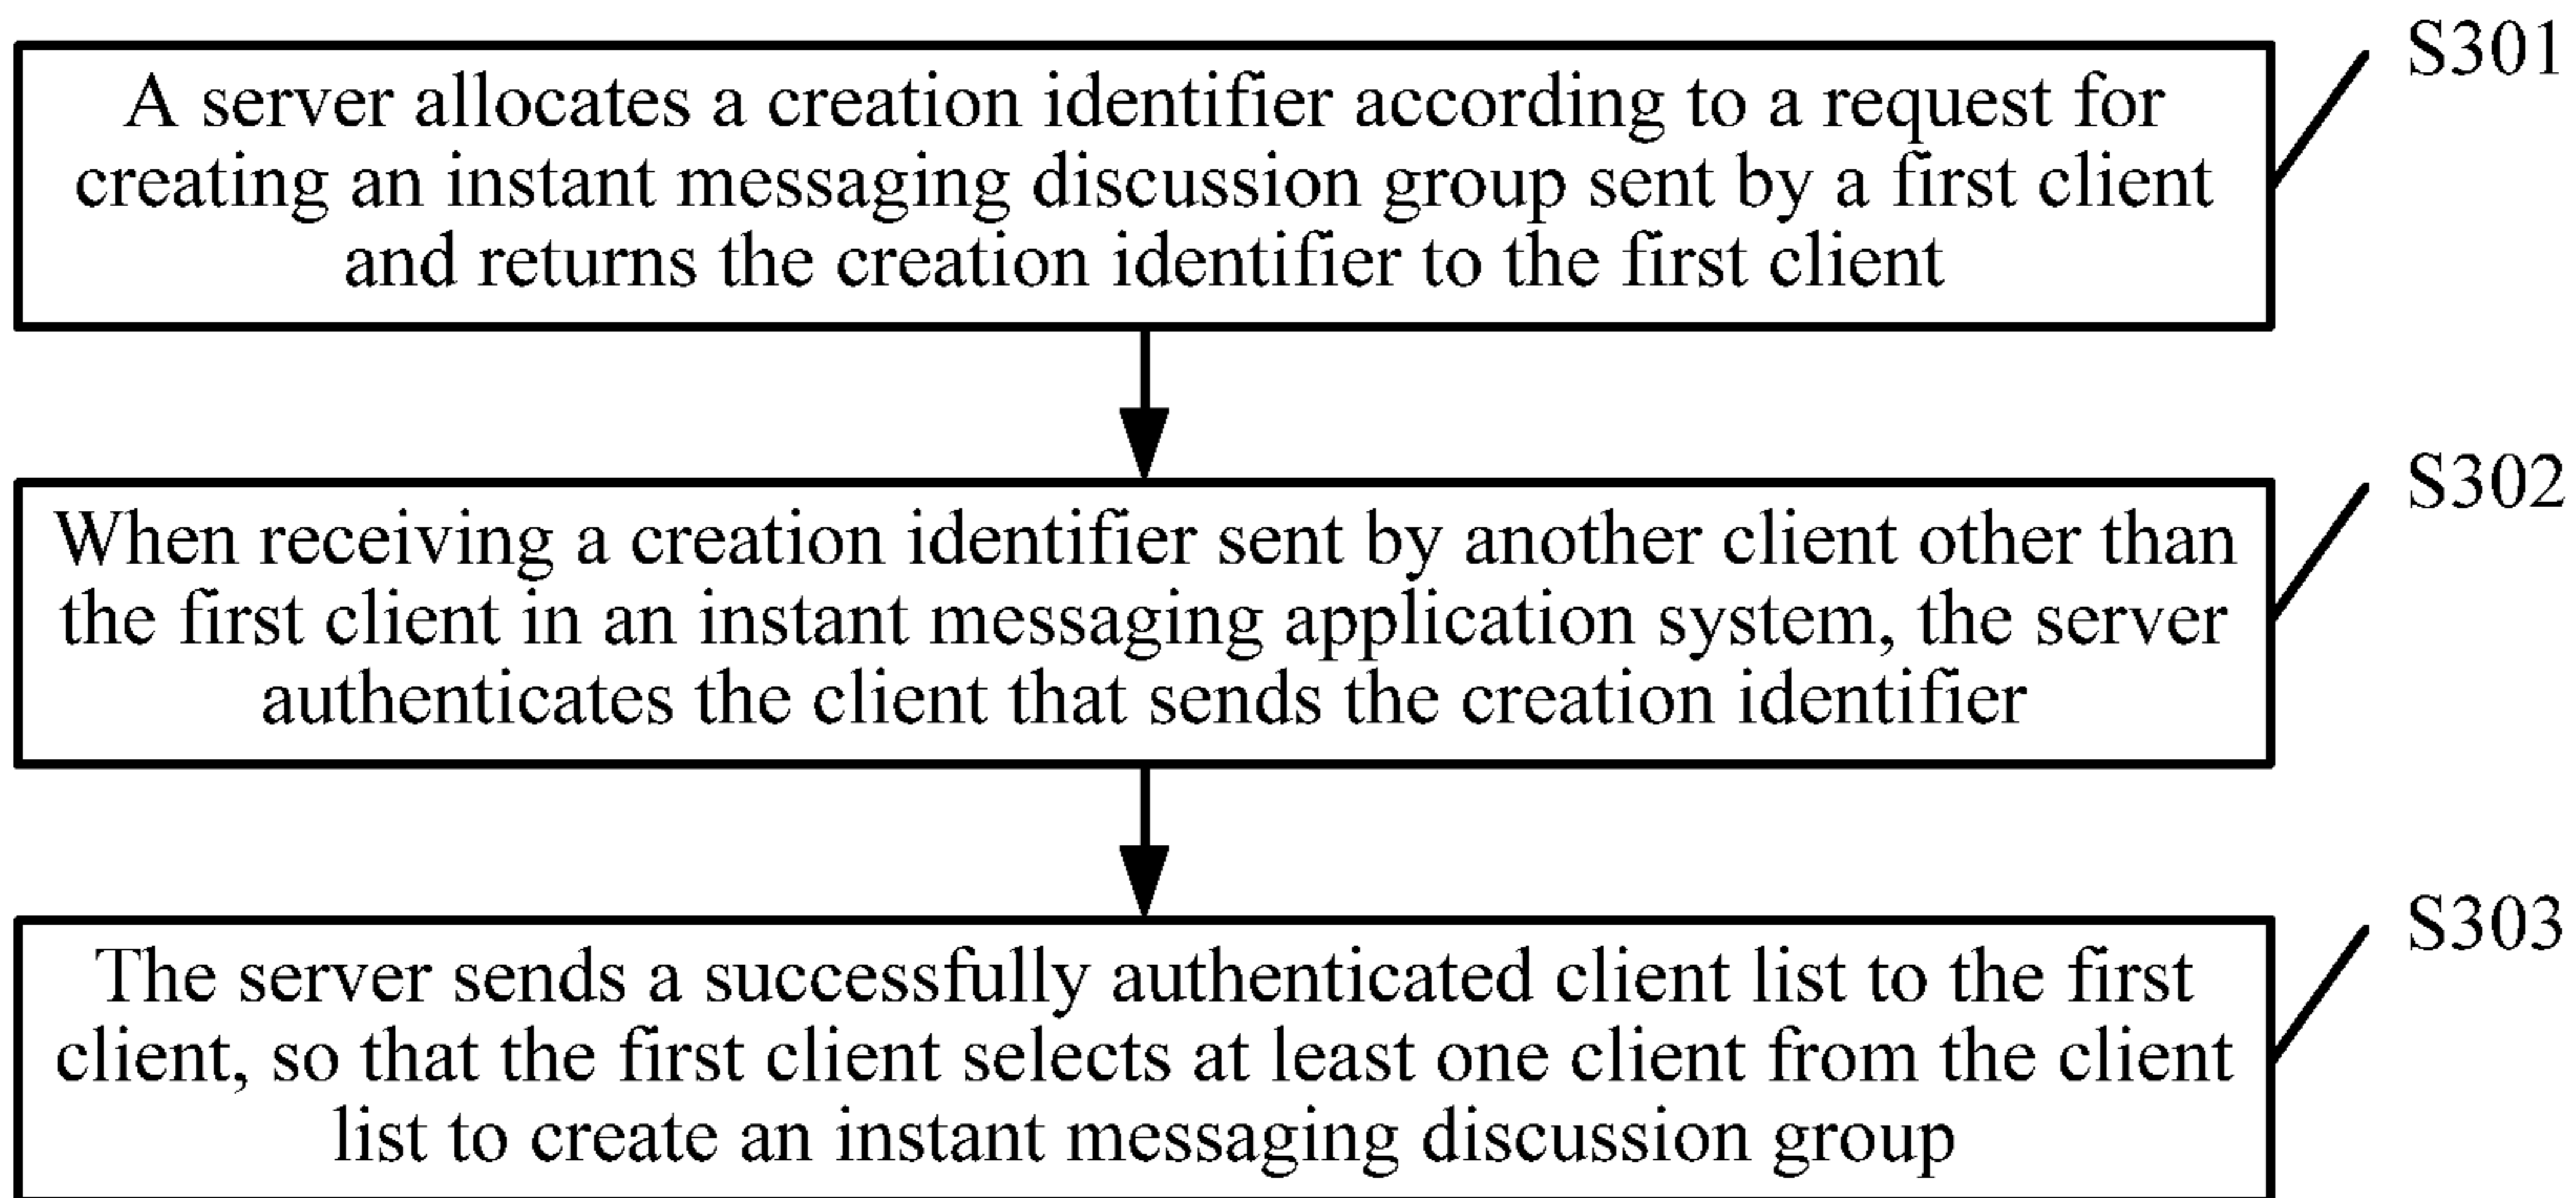 S301
A server allocates a creation identifier according to a request for
creating an instant messaging discussion group sent by a first client
and returns the creation identifier to the first client
S302
When receiving a creation identifier sent by another client other than
the first client in an instant messaging application system, the server
authenticates the client that sends the creation identifier
S303
The server sends a successfully authenticated client list to the first
client, so that the first client selects at least one client from the client
list to create an instant messaging discussion group